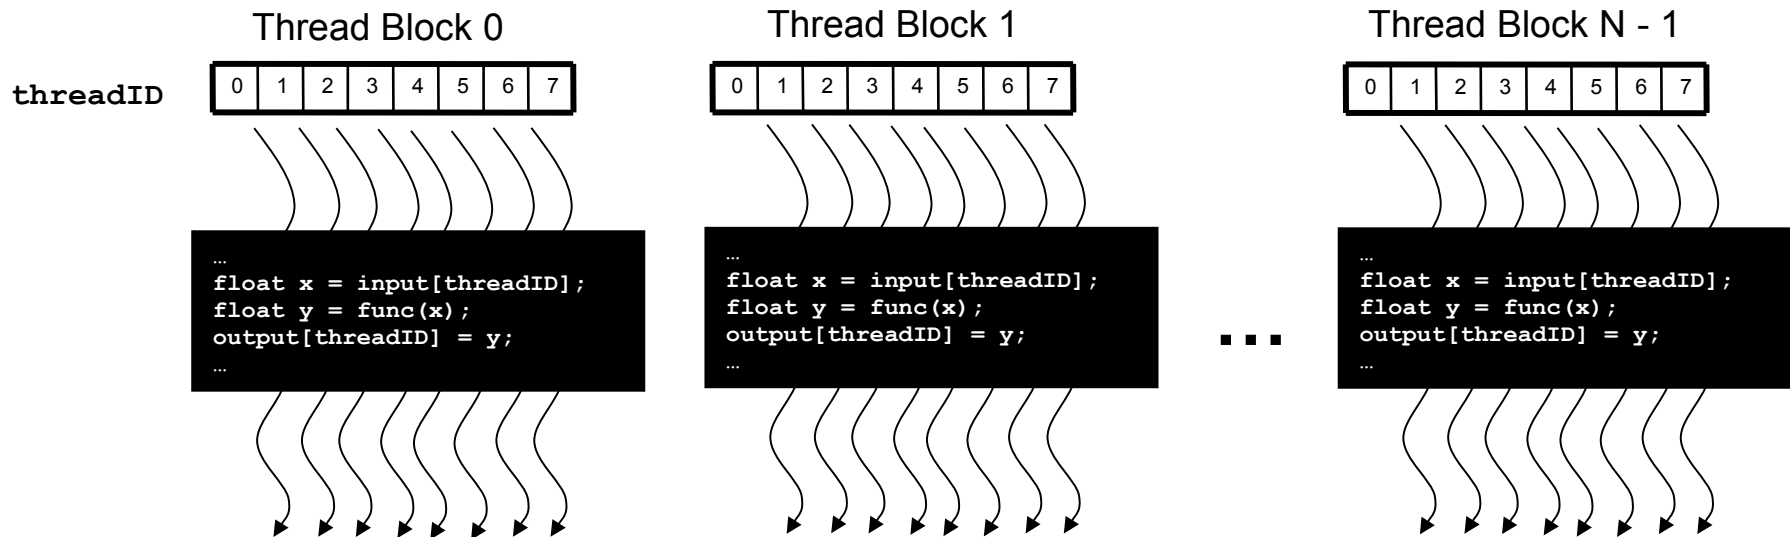 Thread Block 0
Thread Block 1
Thread Block N - 1
threadID
0 1 2 3 4 5 6 7
0 1 2 3 4 5 6 7
0 1 2 3 4 5 6 7
…
float x = input[threadID];
float y = func(x);
output[threadID] = y;
…
…
float x = input[threadID];
float y = func(x);
output[threadID] = y;
…
...
…
float x = input[threadID];
float y = func(x);
output[threadID] = y;
…